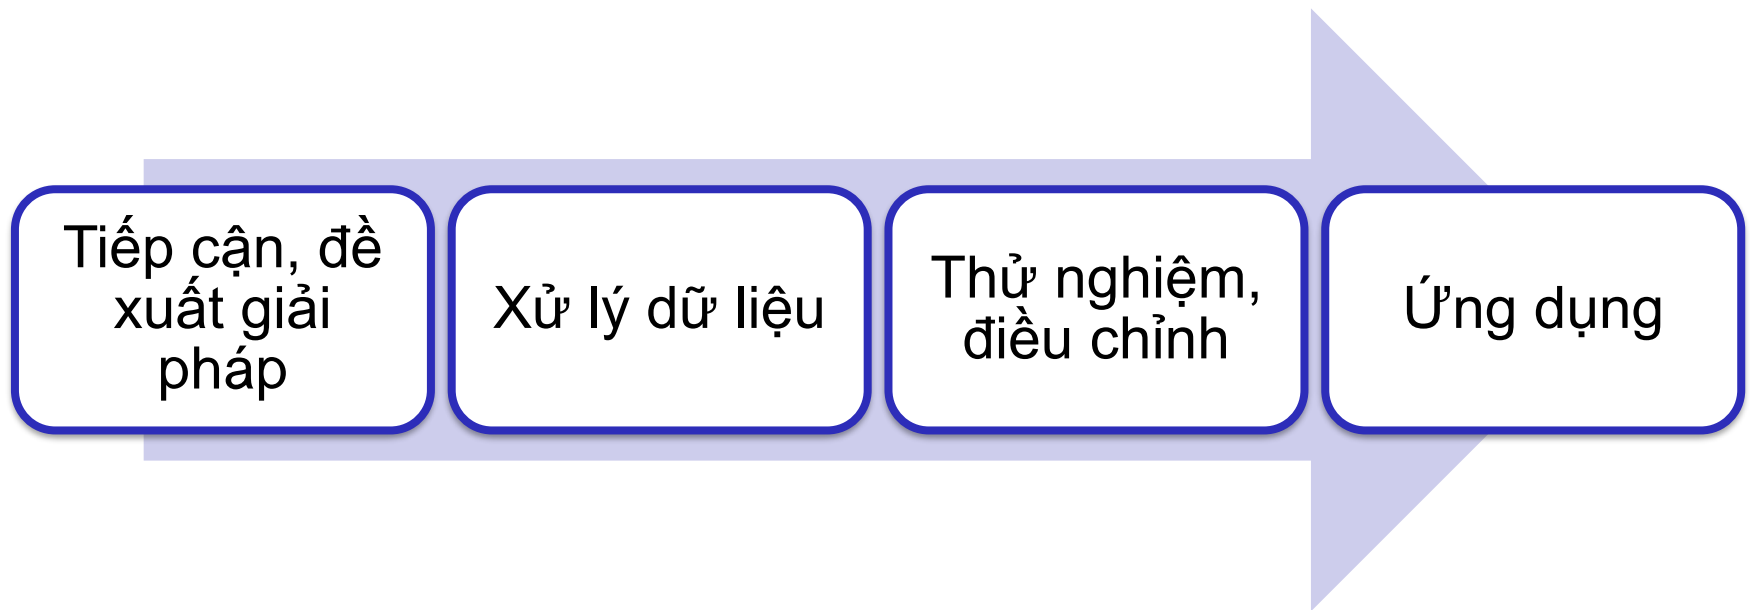 Tiếp cận, đề
xuất giải
pháp
Xử lý dữ liệu
Thử nghiệm,
điều chỉnh
Ứng dụng